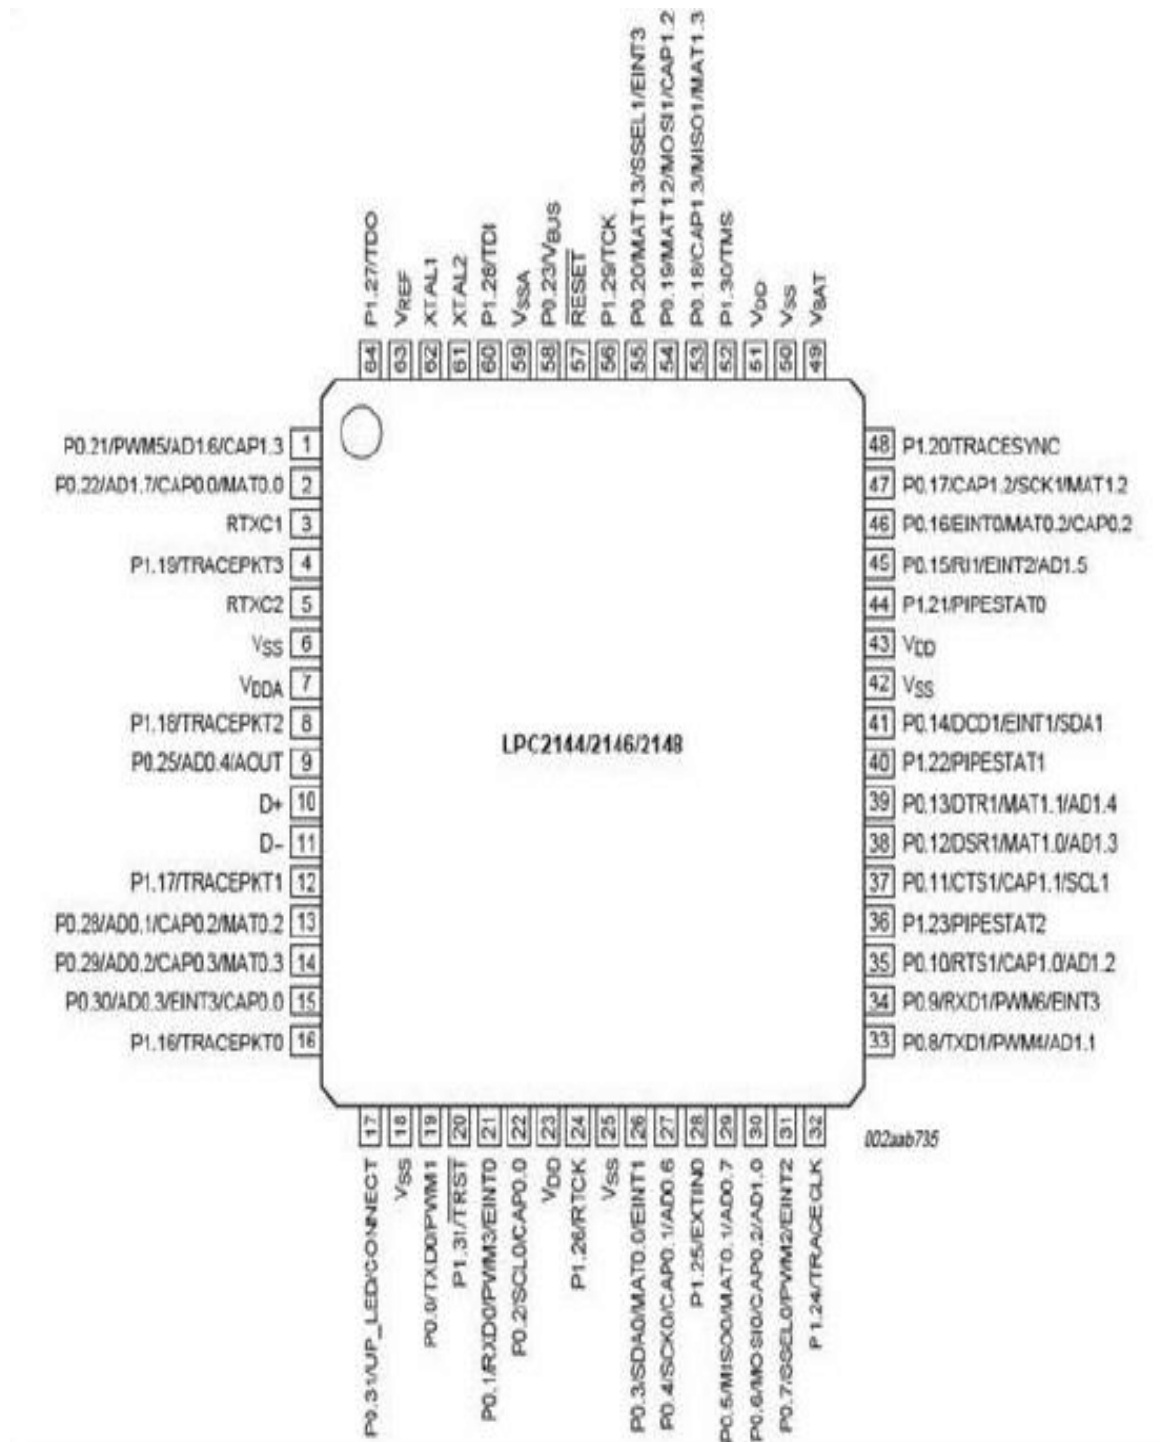 P1.27/TDO
VREF
XTAL1
XTAL2
P1.28/TDI
VSSA
P0.23/VBUS
RESET
P1.29/TCK
P0.20/MAT1.3/SSEL1/EINT3
P0.19/MAT1.2/MOSI1/CAP1.2
P0.18/CAP1.3/MISO1/MAT1.3
P1.30/TMS
VDD
VSS
VBAT
64 63 62 61 60 59 58 57 56 55 54 53 52 51 50 49
P0.21/PWM5/AD1.6/CAP1.3 1
P0.22/AD1.7/CAP0.0/MAT0.0 2
RTXC1 3
P1.19/TRACEPKT3 4
RTXC2 5
VSS 6
VDDA 7
P1.18/TRACEPKT2 8
P0.25/AD0.4/AOUT 9
D+ 10
D− 11
P1.17/TRACEPKT1 12
P0.28/AD0.1/CAP0.2/MAT0.2 13
P0.29/AD0.2/CAP0.3/MAT0.3 14
P0.30/AD0.3/EINT3/CAP0.0 15
P1.16/TRACEPKT0 16
LPC2144/2146/2148
48 P1.20/TRACESYNC
47 P0.17/CAP1.2/SCK1/MAT1.2
46 P0.16/EINT0/MAT0.2/CAP0.2
45 P0.15/RI1/EINT2/AD1.5
44 P1.21/PIPESTAT0
43 VDD
42 VSS
41 P0.14/DCD1/EINT1/SDA1
40 P1.22/PIPESTAT1
39 P0.13/DTR1/MAT1.1/AD1.4
38 P0.12/DSR1/MAT1.0/AD1.3
37 P0.11/CTS1/CAP1.1/SCL1
36 P1.23/PIPESTAT2
35 P0.10/RTS1/CAP1.0/AD1.2
34 P0.9/RXD1/PWM6/EINT3
33 P0.8/TXD1/PWM4/AD1.1
17 18 19 20 21 22 23 24 25 26 27 28 29 30 31 32
P0.31/UP_LED/CONNECT
VSS
P0.0/TXD0/PWM1
P1.31/TRST
P0.1/RXD0/PWM3/EINT0
P0.2/SCL0/CAP0.0
VDD
P1.26/RTCK
VSS
P0.3/SDA0/MAT0.0/EINT1
P0.4/SCK0/CAP0.1/AD0.6
P1.25/EXTIN0
P0.5/MISO0/MAT0.1/AD0.7
P0.6/MOSI0/CAP0.2/AD1.0
P0.7/SSEL0/PWM2/EINT2
P1.24/TRACECLK
002aab735